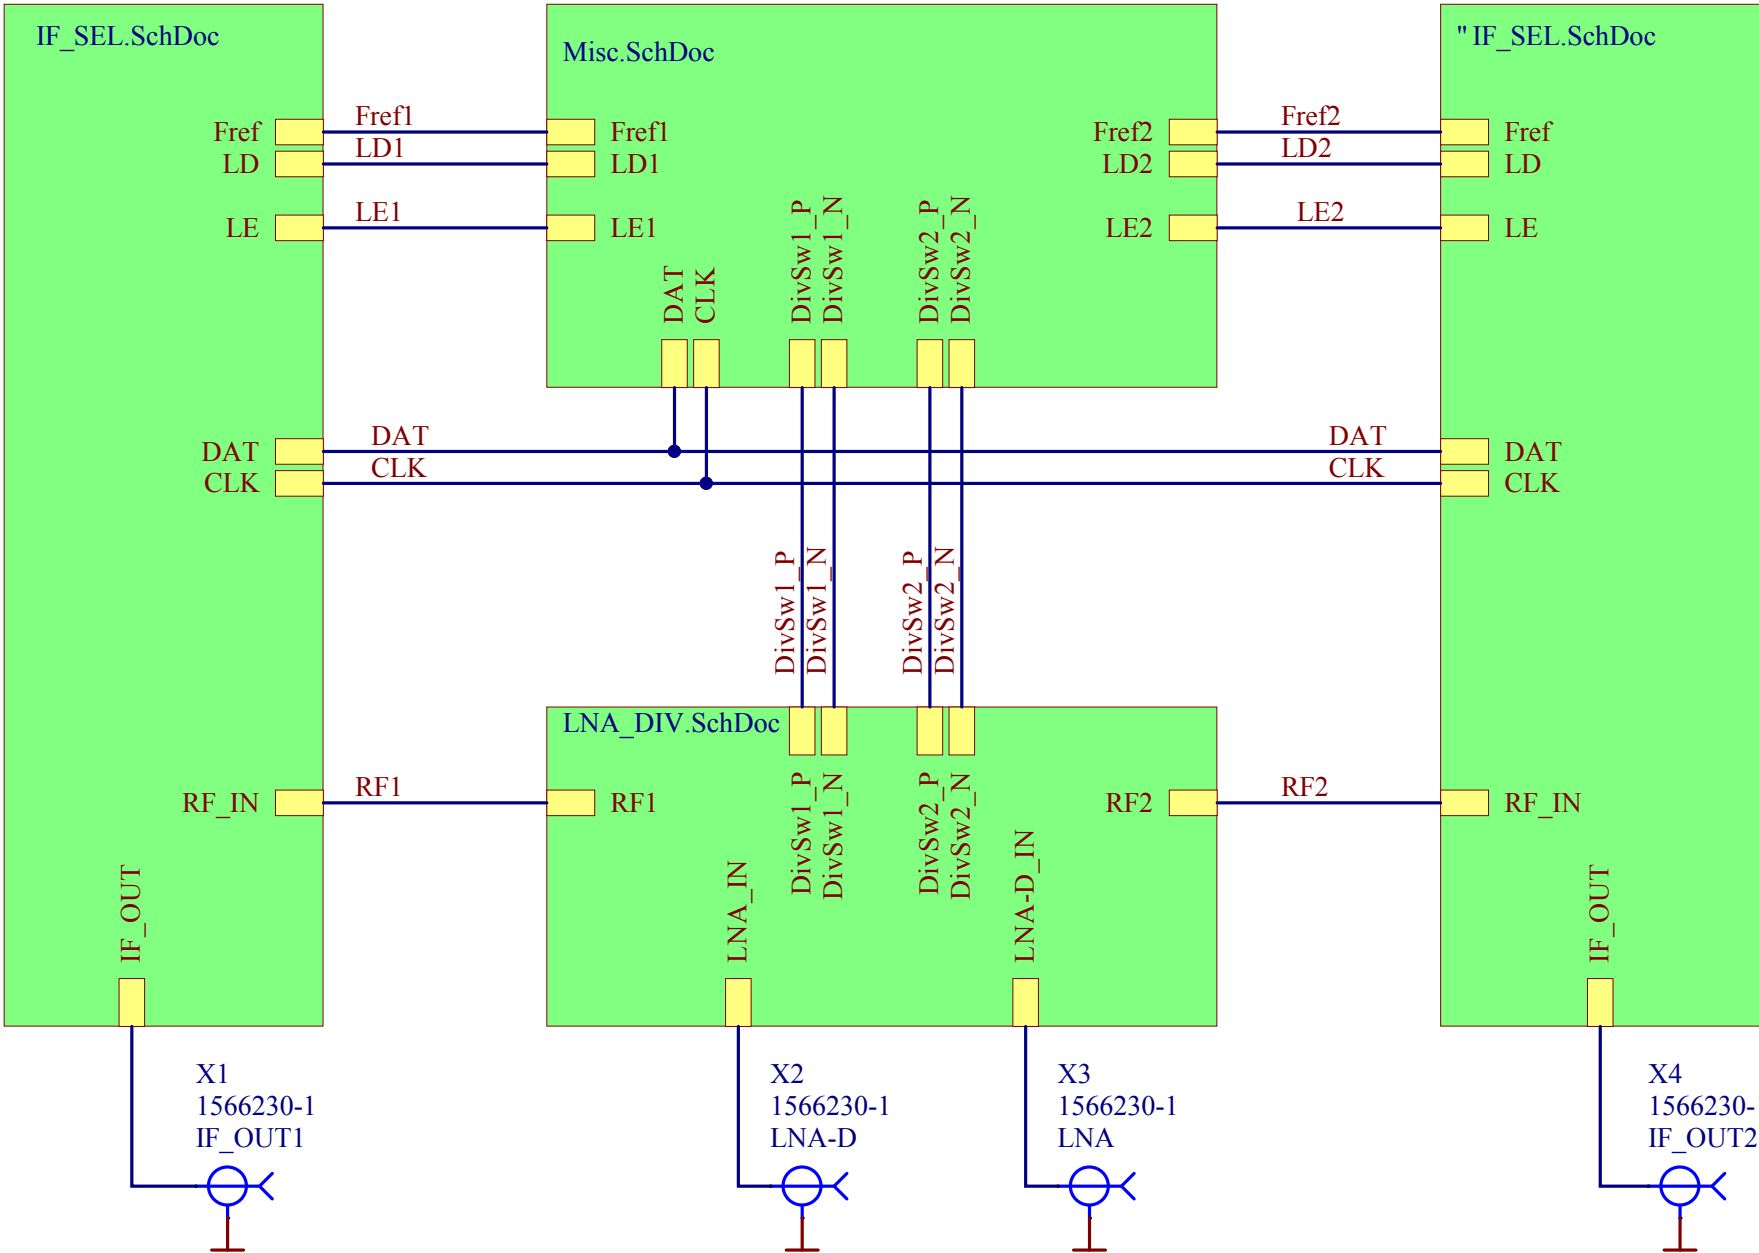 IF_SEL.SchDoc
Misc.SchDoc
" IF_SEL.SchDoc
Fref Fref1 Fref1 Fref2 Fref2 Fref
LD LD1 LD1 LD2 LD2 LD
LE LE1 LE1 LE2 LE2 LE
DAT CLK DivSw1_P DivSw1_N DivSw2_P DivSw2_N
DAT DAT DAT DAT
CLK CLK CLK CLK
DivSw1_P DivSw1_N DivSw2_P DivSw2_N
LNA_DIV.SchDoc
RF_IN RF1 RF1 RF2 RF2 RF_IN
DivSw1_P DivSw1_N DivSw2_P DivSw2_N
IF_OUT LNA_IN LNA-D_IN IF_OUT
X1
1566230-1
IF_OUT1
X2
1566230-1
LNA-D
X3
1566230-1
LNA
X4
1566230-
IF_OUT2